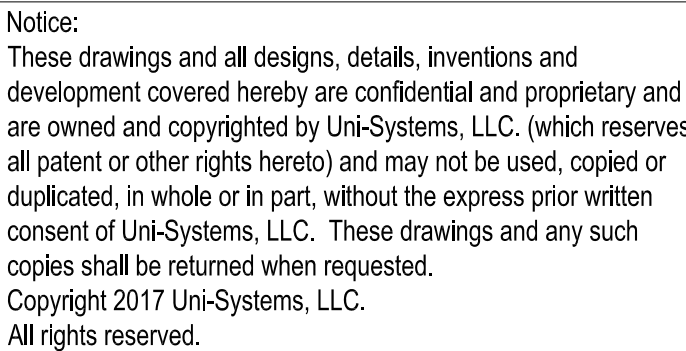 Notice:
These drawings and all designs, details, inventions and
development covered hereby are confidential and proprietary and
are owned and copyrighted by Uni-Systems, LLC. (which reserves
all patent or other rights hereto) and may not be used, copied or
duplicated, in whole or in part, without the express prior written
consent of Uni-Systems, LLC.  These drawings and any such
copies shall be returned when requested.
Copyright 2017 Uni-Systems, LLC.
All rights reserved.